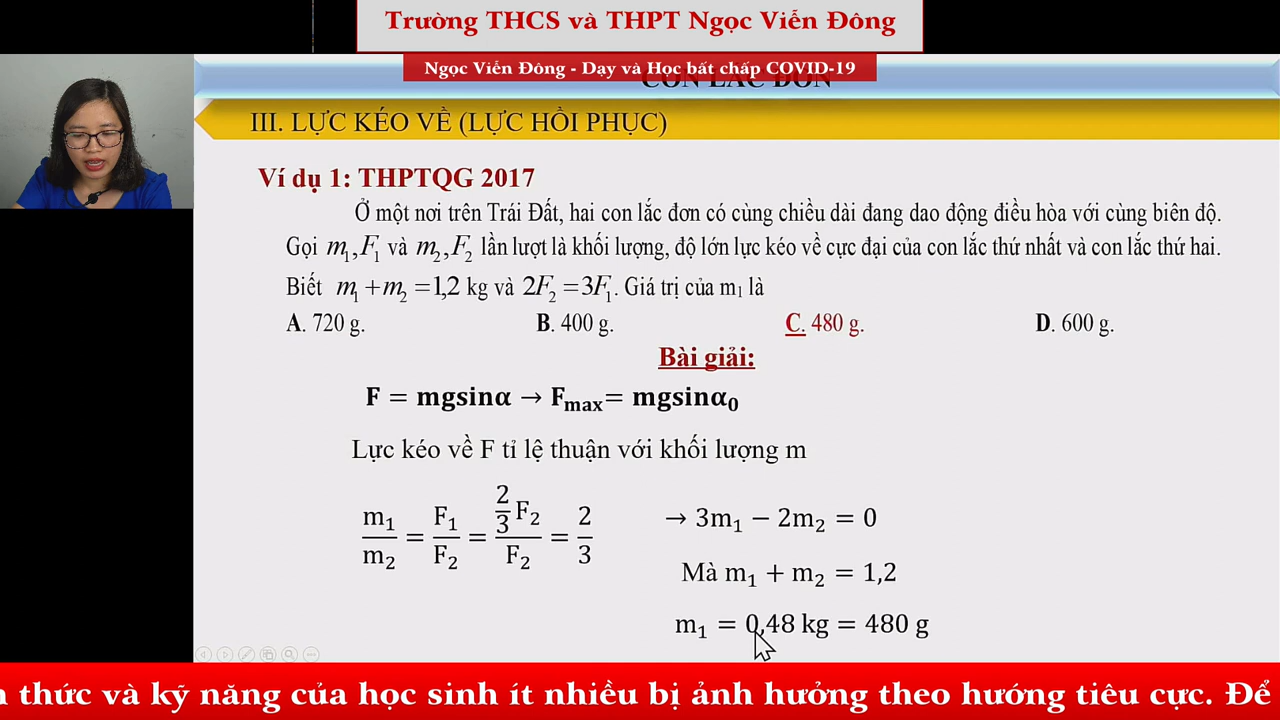 Trường THCS và THPT Ngọc Viễn Đông
Ngọc Viễn Đông - Dạy và Học bất chấp COVID-19
CON LẮC ĐƠN
III. LỰC KÉO VỀ (LỰC HỒI PHỤC)
Ví dụ 1: THPTQG 2017
Ở một nơi trên Trái Đất, hai con lắc đơn có cùng chiều dài đang dao động điều hòa với cùng biên độ.
Gọi m₁,F₁ và m₂,F₂ lần lượt là khối lượng, độ lớn lực kéo về cực đại của con lắc thứ nhất và con lắc thứ hai.
Biết m₁+m₂=1,2 kg và 2F₂=3F₁. Giá trị của m₁ là
A. 720 g. B. 400 g. C. 480 g. D. 600 g.
Bài giải:
F = mgsinα → Fmax= mgsinα₀
Lực kéo về F tỉ lệ thuận với khối lượng m
m₁/m₂ = F₁/F₂ = (2/3 F₂)/F₂ = 2/3
→ 3m₁ − 2m₂ = 0
Mà m₁ + m₂ = 1,2
m₁ = 0,48 kg = 480 g
thức và kỹ năng của học sinh ít nhiều bị ảnh hưởng theo hướng tiêu cực. Để